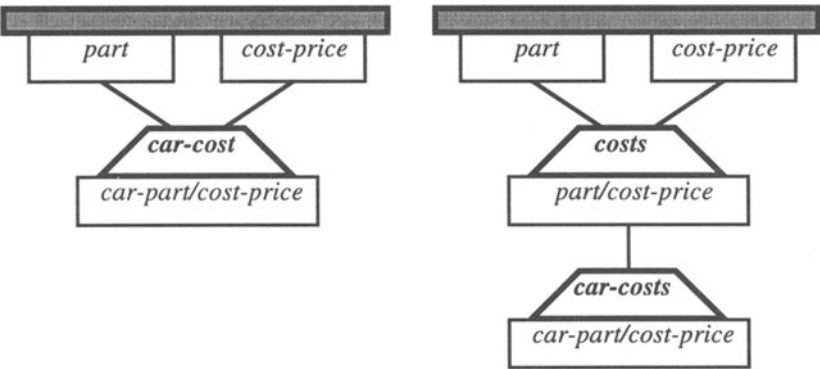 part
cost-price
car-cost
car-part/cost-price
part
cost-price
costs
part/cost-price
car-costs
car-part/cost-price